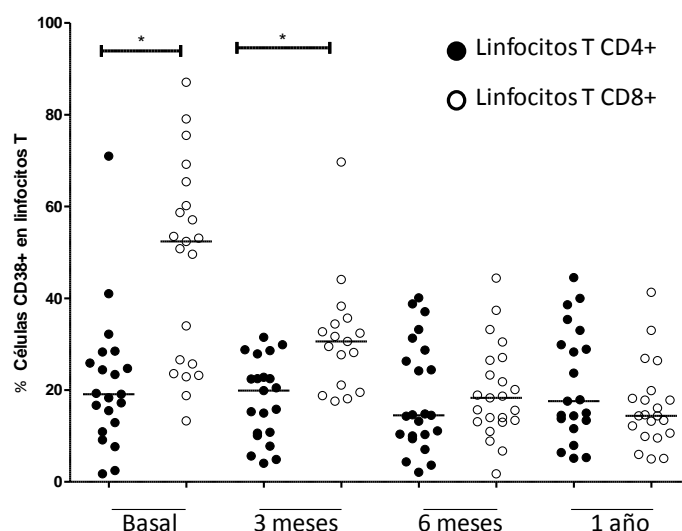 100
80
60
40
20
0
% Células CD38+ en linfocitos T
*
*
Linfocitos T CD4+
Linfocitos T CD8+
Basal
3 meses
6 meses
1 año